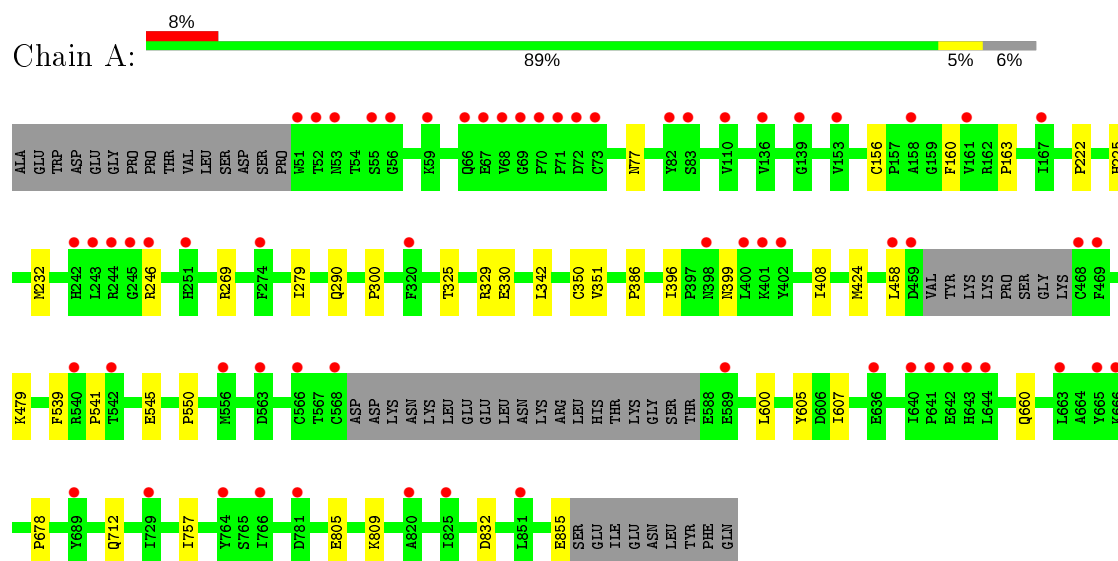 8%
Chain A:
89% 5% 6%
ALA GLU TRP ASP GLU GLY PRO PRO THR VAL LEU SER ASP SER PRO W51 T52 N53 T54 S55 G56 K59 Q66 E67 V68 G69 P70 P71 D72 C73 N77 Y82 S83 V110 V136 G139 V153 C156 P157 A158 G159 F160 V161 R162 P163 I167 P222 H225
M232 H242 L243 R244 G245 R246 H251 R269 F274 I279 Q290 P300 F320 T325 R329 E330 L342 C350 V351 P386 I396 P397 N398 N399 L400 K401 Y402 I408 M424 L458 D459 VAL TYR LYS LYS PRO SER GLY LYS C468 F469
K479 F539 R540 P541 T542 E545 P550 M556 D563 C566 T567 C568 ASP ASP LYS ASN LYS LEU GLU GLU LEU ASN LYS ARG LEU HIS THR LYS GLY SER THR E588 E589 L600 Y605 D606 I607 E636 I640 P641 E642 H643 L644 Q660 L663 A664 Y665 K666
P678 Y689 Q712 I729 I757 Y764 S765 I766 D781 E805 K809 A820 I825 D832 L851 E855 SER GLU ILE GLU ASN LEU TYR PHE GLN